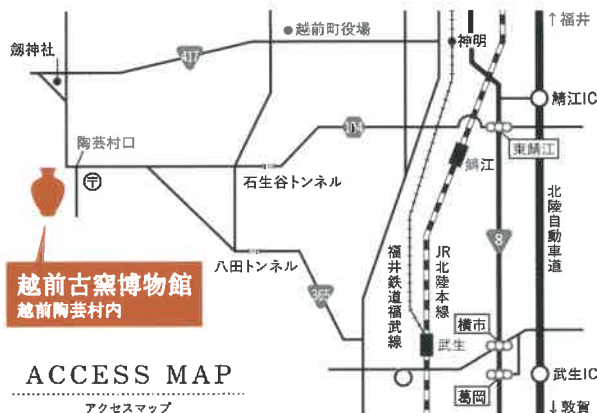 ↑福井
越前町役場
神明
劔神社
417
鯖江IC
陶芸村口
104
東鯖江
鯖江
石生谷トンネル
北陸自動車道
8
八田トンネル
福井鉄道福武線
JR北陸本線
365
越前古窯博物館
越前陶芸村内
横市
武生
武生IC
葛岡
ACCESS MAP
アクセスマップ
↓敦賀